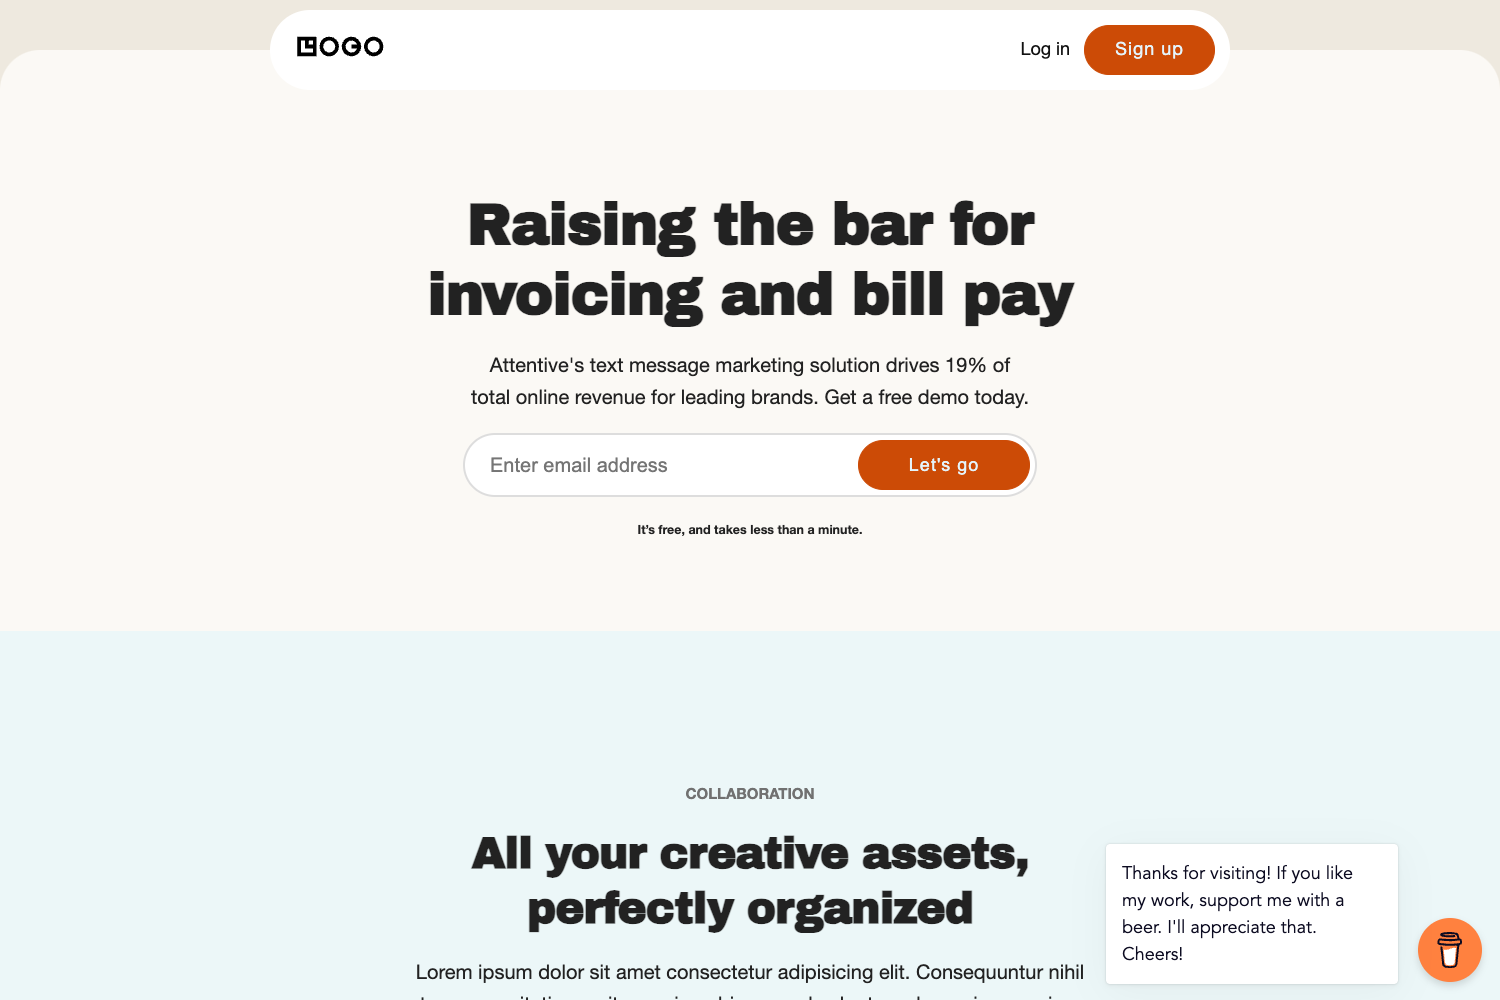 LOGO
Log in
Sign up
Raising the bar for
invoicing and bill pay
Attentive's text message marketing solution drives 19% of
total online revenue for leading brands. Get a free demo today.
Enter email address
Let's go
It's free, and takes less than a minute.
COLLABORATION
All your creative assets,
perfectly organized
Lorem ipsum dolor sit amet consectetur adipisicing elit. Consequuntur nihil
Thanks for visiting! If you like
my work, support me with a
beer. I'll appreciate that.
Cheers!